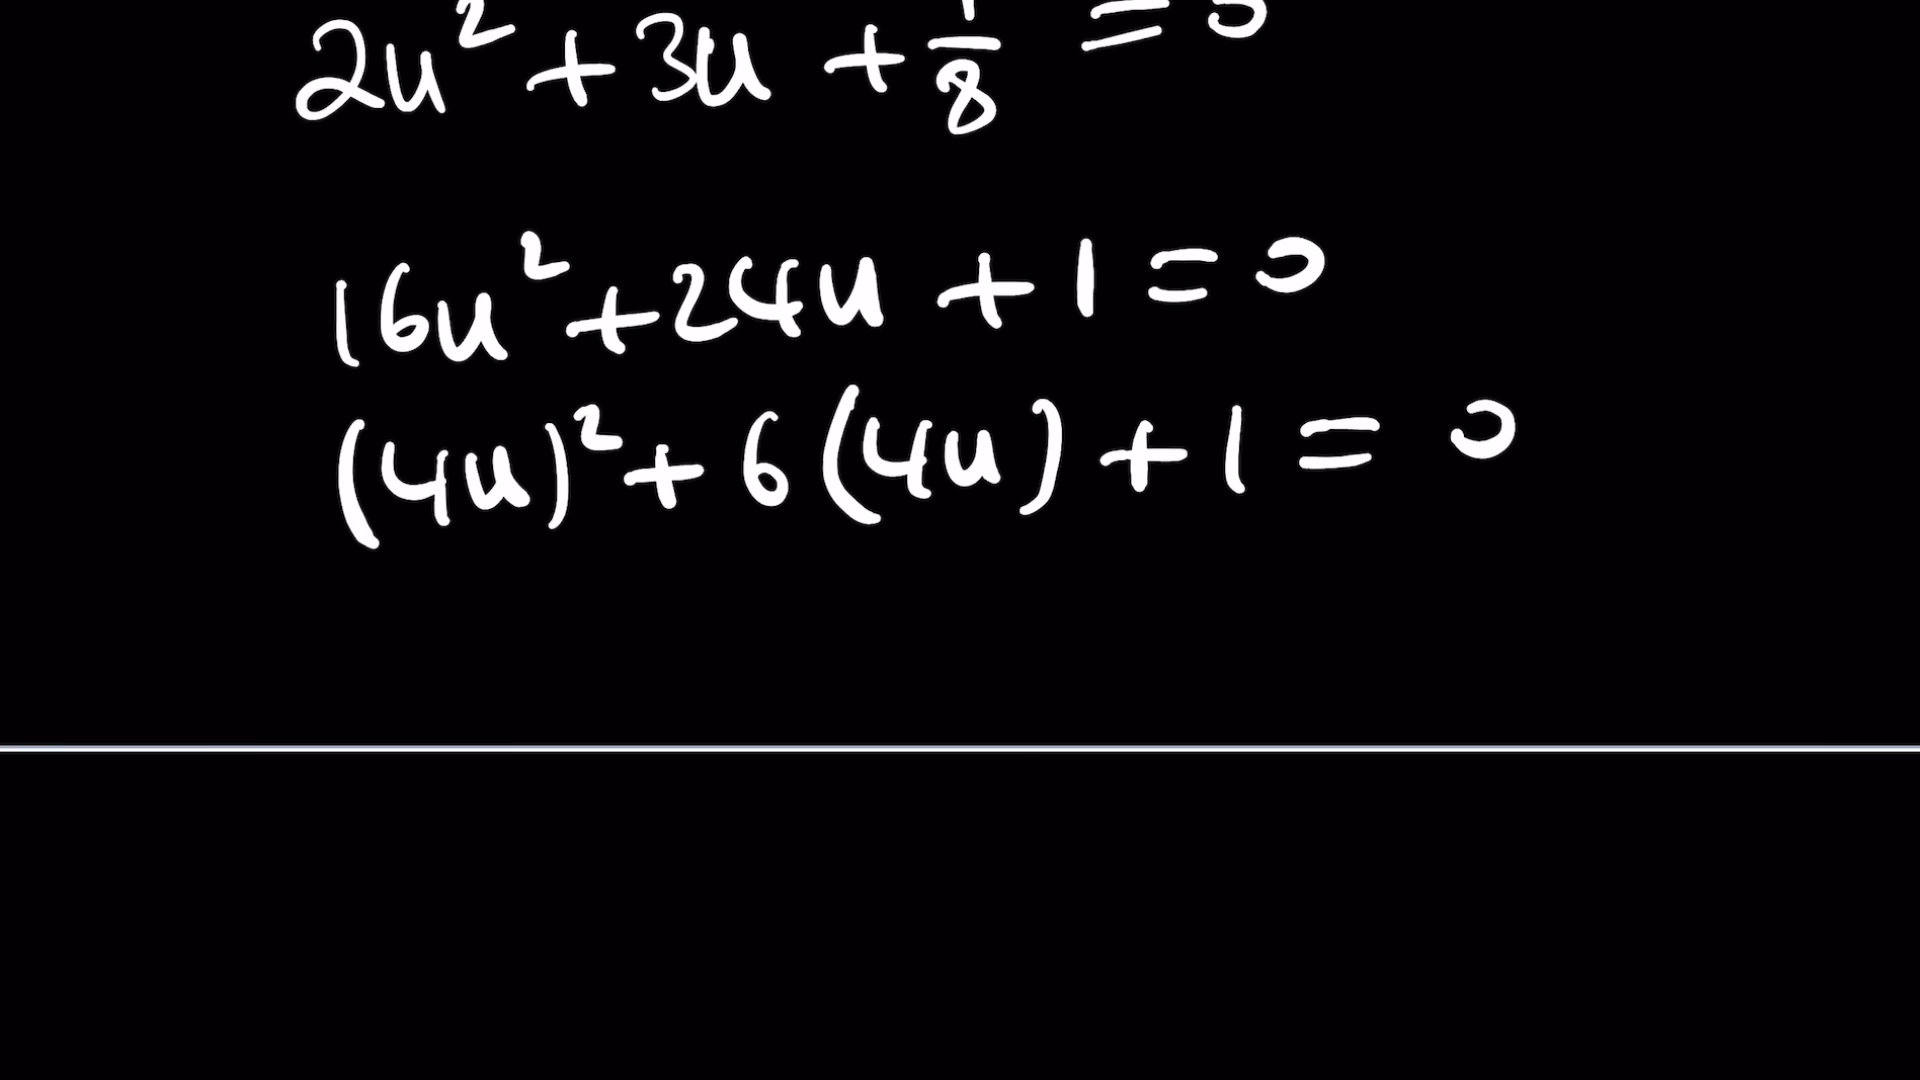 2u² + 3u + 1/8 = 0
16u² + 24u + 1 = 0
(4u)² + 6(4u) + 1 = 0